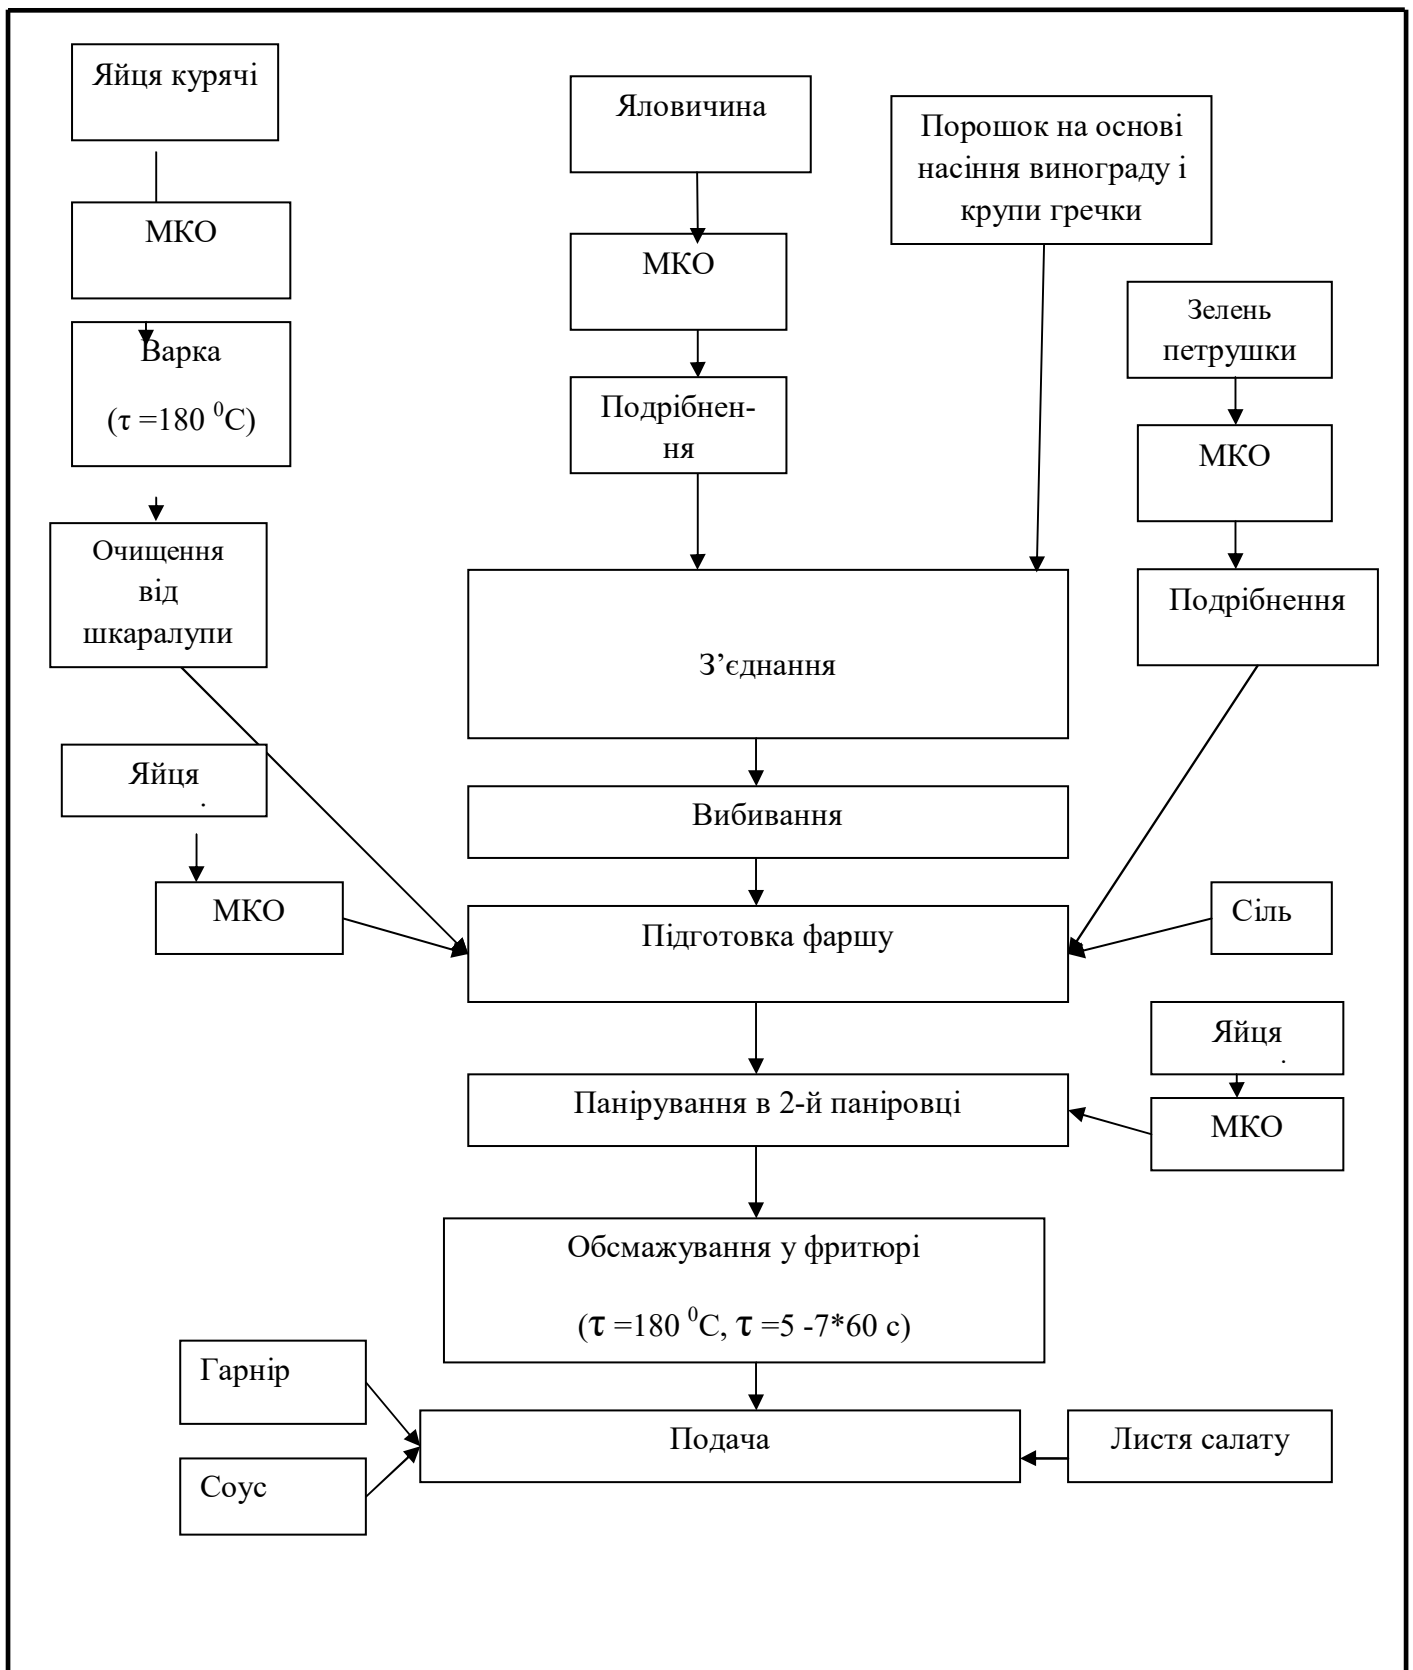 Яйця курячі
Яловичина
Порошок на основі
насіння винограду і
крупи гречки
МКО
МКО
Зелень
петрушки
Варка
(τ =180 ⁰С)
Подрібнен-
ня
МКО
Очищення
від
шкаралупи
З’єднання
Подрібнення
Яйця
.
Вибивання
МКО
Підготовка фаршу
Сіль
Яйця
.
Панірування в 2-й паніровці
МКО
Обсмажування у фритюрі
(τ =180 ⁰С, τ =5 -7*60 с)
Гарнір
Подача
Листя салату
Соус